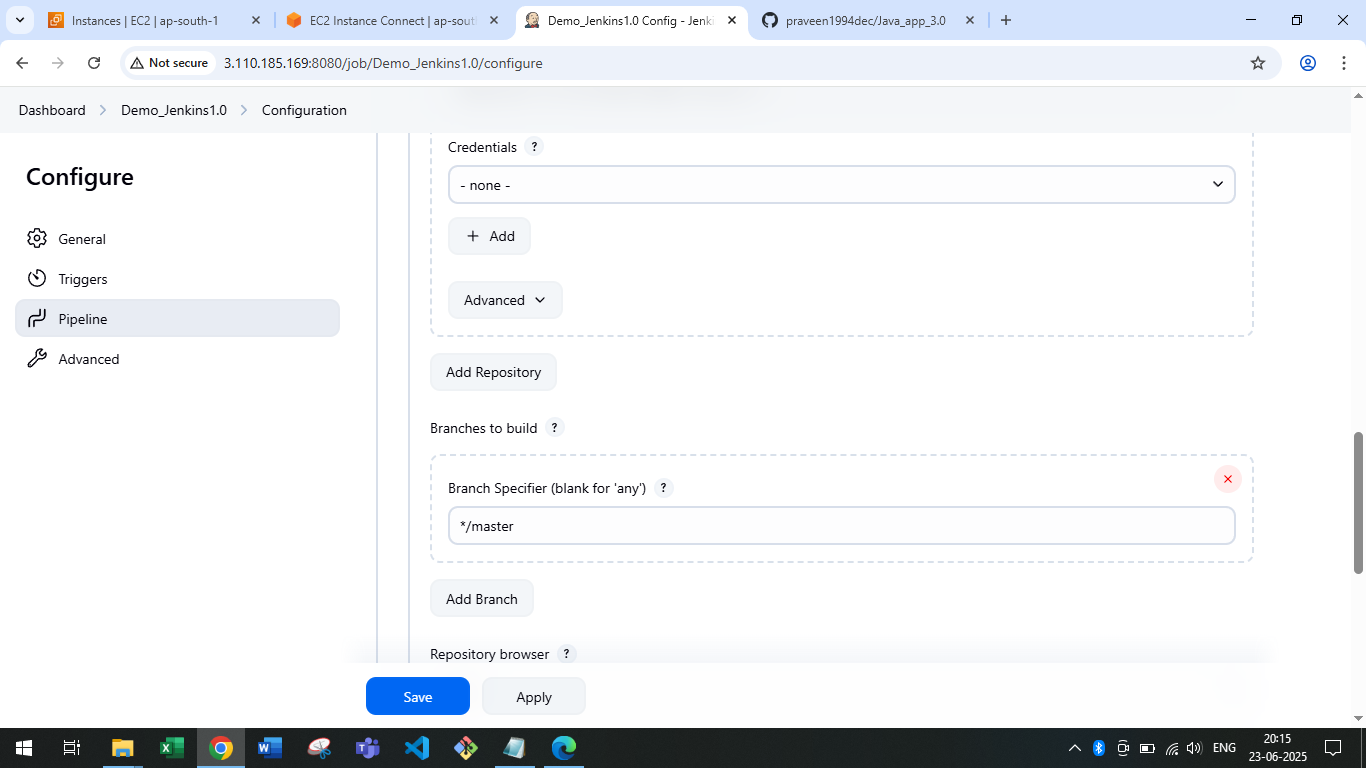 Instances | EC2 | ap-south-1
EC2 Instance Connect | ap-sout
Demo_Jenkins1.0 Config - Jenki
praveen1994dec/Java_app_3.0
Not secure
3.110.185.169:8080/job/Demo_Jenkins1.0/configure
Dashboard
Demo_Jenkins1.0
Configuration
Configure
General
Triggers
Pipeline
Advanced
Credentials ?
- none -
+ Add
Advanced
Add Repository
Branches to build ?
Branch Specifier (blank for 'any') ?
*/master
Add Branch
Repository browser ?
Save
Apply
ENG
20:15
23-06-2025